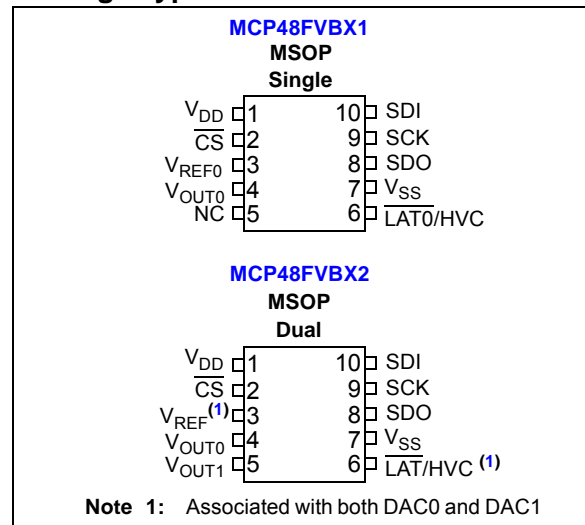 MCP48FVBX1
MSOP
Single
VDD 1 10 SDI
CS 2 9 SCK
VREF0 3 8 SDO
VOUT0 4 7 VSS
NC 5 6 LAT0/HVC
MCP48FVBX2
MSOP
Dual
VDD 1 10 SDI
CS 2 9 SCK
VREF(1) 3 8 SDO
VOUT0 4 7 VSS
VOUT1 5 6 LAT/HVC (1)
Note 1: Associated with both DAC0 and DAC1